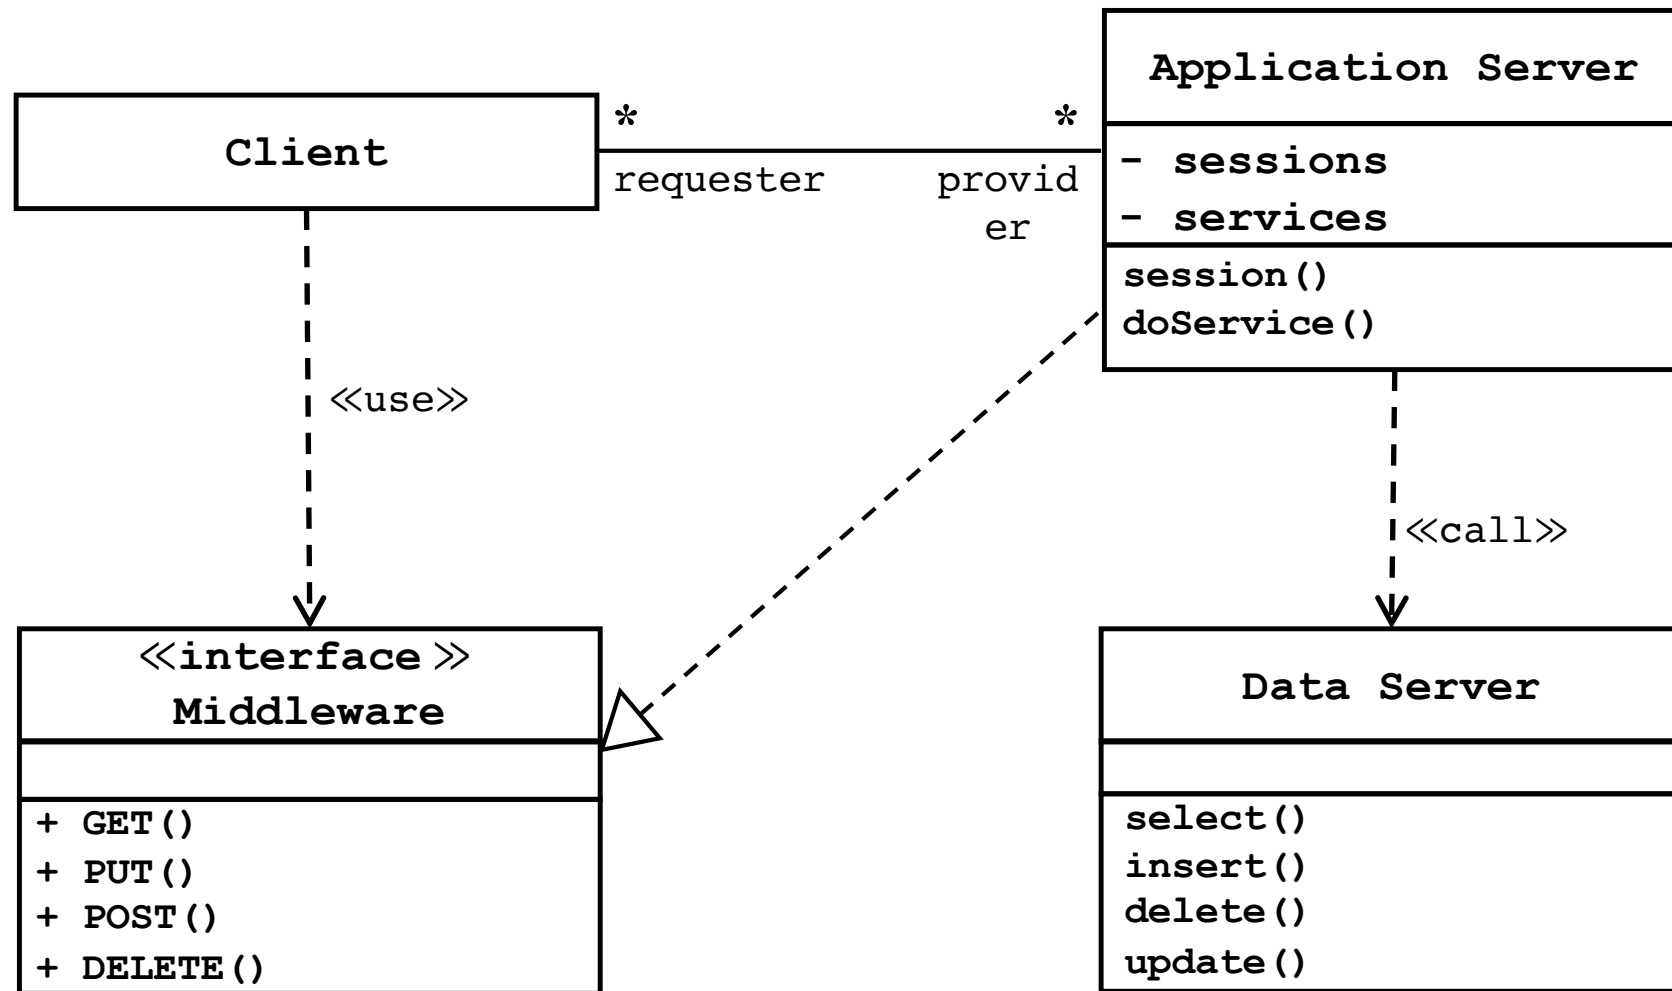 Client
*
requester
*
provid
er
Application Server
- sessions
- services
session()
doService()
≪use≫
≪call≫
≪interface≫
Middleware
+ GET()
+ PUT()
+ POST()
+ DELETE()
Data Server
select()
insert()
delete()
update()